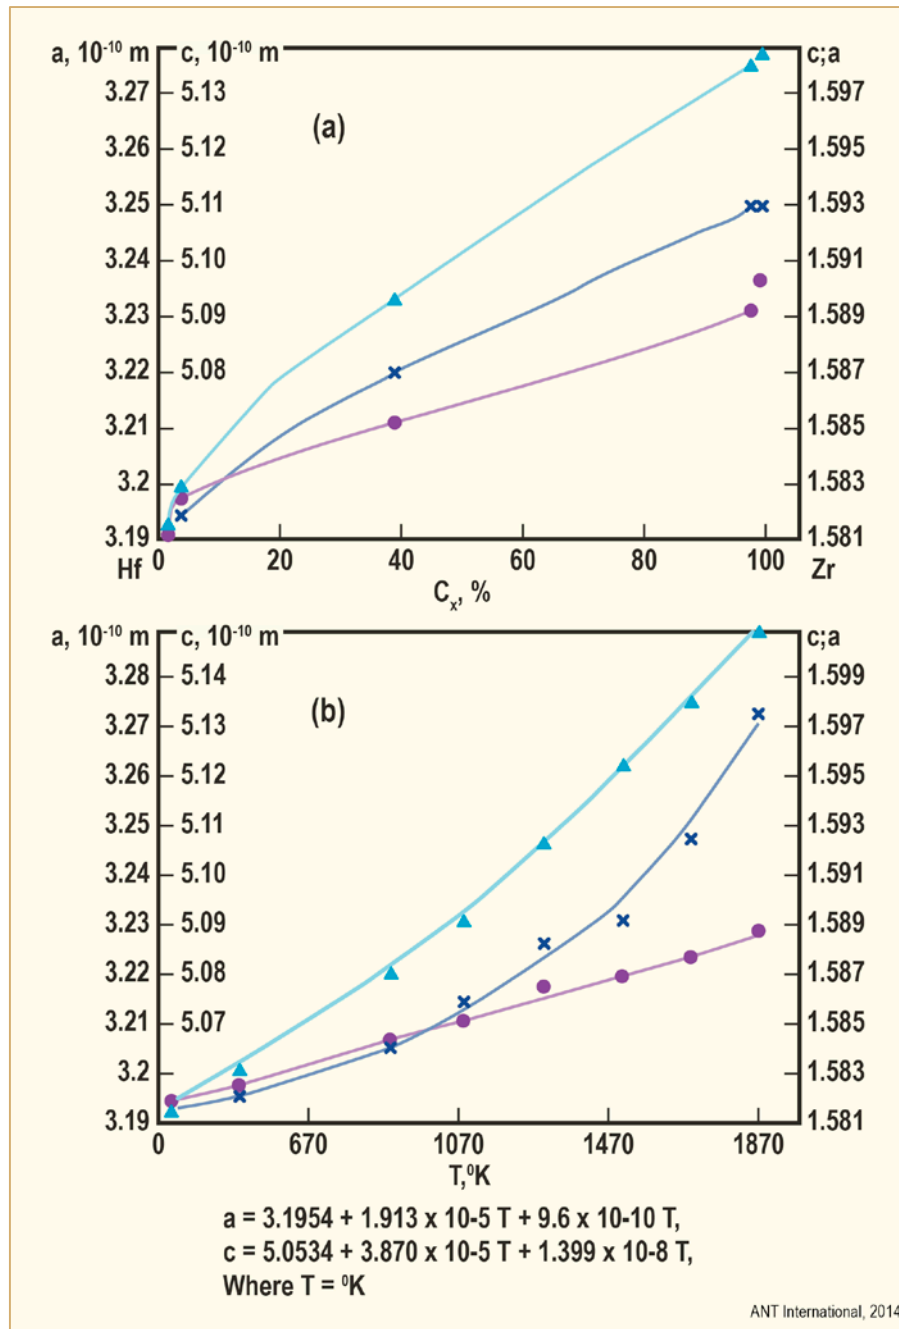 a, 10⁻¹⁰ m c, 10⁻¹⁰ m c;a
3.27 5.13 1.597
(a)
3.26 5.12 1.595
3.25 5.11 1.593
3.24 5.10 1.591
3.23 5.09 1.589
3.22 5.08 1.587
3.21 1.585
3.2 1.583
3.19 1.581
0 20 40 60 80 100
Hf Zr
Cₓ, %
a, 10⁻¹⁰ m c, 10⁻¹⁰ m c;a
3.28 5.14 1.599
(b)
3.27 5.13 1.597
3.26 5.12 1.595
3.25 5.11 1.593
3.24 5.10 1.591
3.23 5.09 1.589
3.22 5.08 1.587
3.21 5.07 1.585
3.2 1.583
3.19 1.581
0 670 1070 1470 1870
T,⁰K
a = 3.1954 + 1.913 x 10-5 T + 9.6 x 10-10 T,
c = 5.0534 + 3.870 x 10-5 T + 1.399 x 10-8 T,
Where T = ⁰K
ANT International, 2014